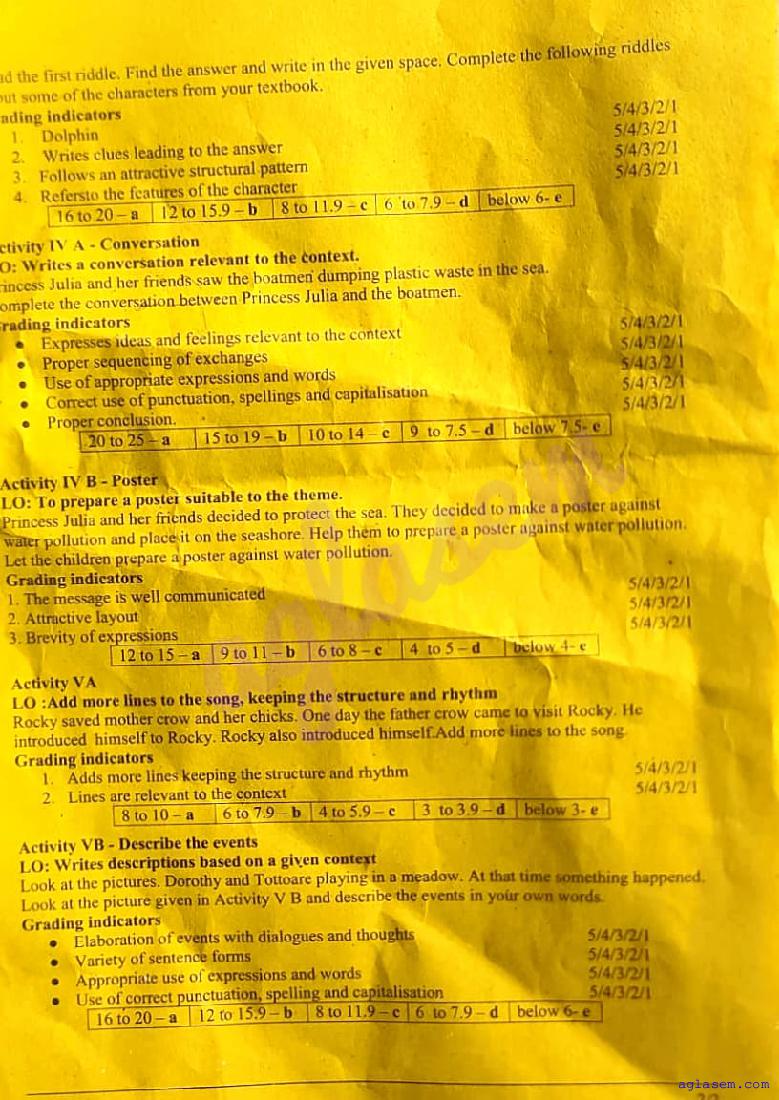 ad the first riddle. Find the answer and write in the given space. Complete the following riddles
out some of the characters from your textbook.
ading indicators
1. Dolphin 5/4/3/2/1
2. Writes clues leading to the answer 5/4/3/2/1
3. Follows an attractive structural pattern 5/4/3/2/1
4. Refersto the features of the character 5/4/3/2/1
16 to 20 – a 12 to 15.9 – b 8 to 11.9 – c 6 to 7.9 – d below 6- e
ctivity IV A - Conversation
O: Writes a conversation relevant to the context.
rincess Julia and her friends saw the boatmen dumping plastic waste in the sea.
omplete the conversation between Princess Julia and the boatmen.
rading indicators
• Expresses ideas and feelings relevant to the context 5/4/3/2/1
• Proper sequencing of exchanges 5/4/3/2/1
• Use of appropriate expressions and words 5/4/3/2/1
• Correct use of punctuation, spellings and capitalisation 5/4/3/2/1
• Proper conclusion. 5/4/3/2/1
20 to 25 – a 15 to 19 – b 10 to 14 – c 9 to 7.5 – d below 7.5- e
Activity IV B - Poster
LO: To prepare a poster suitable to the theme.
Princess Julia and her friends decided to protect the sea. They decided to make a poster against
water pollution and place it on the seashore. Help them to prepare a poster against water pollution.
Let the children prepare a poster against water pollution.
Grading indicators
1. The message is well communicated 5/4/3/2/1
2. Attractive layout 5/4/3/2/1
3. Brevity of expressions 5/4/3/2/1
12 to 15 – a 9 to 11 – b 6 to 8 – c 4 to 5 – d below 4- e
Activity VA
LO :Add more lines to the song, keeping the structure and rhythm
Rocky saved mother crow and her chicks. One day the father crow came to visit Rocky. He
introduced himself to Rocky. Rocky also introduced himself.Add more lines to the song.
Grading indicators
1. Adds more lines keeping the structure and rhythm 5/4/3/2/1
2. Lines are relevant to the context 5/4/3/2/1
8 to 10 – a 6 to 7.9 – b 4 to 5.9 – c 3 to 3.9 – d below 3- e
Activity VB - Describe the events
LO: Writes descriptions based on a given context
Look at the pictures. Dorothy and Tottoare playing in a meadow. At that time something happened.
Look at the picture given in Activity V B and describe the events in your own words.
Grading indicators
• Elaboration of events with dialogues and thoughts 5/4/3/2/1
• Variety of sentence forms 5/4/3/2/1
• Appropriate use of expressions and words 5/4/3/2/1
• Use of correct punctuation, spelling and capitalisation 5/4/3/2/1
16 to 20 – a 12 to 15.9 – b 8 to 11.9 – c 6 to 7.9 – d below 6- e
aglasem
aglasem.com